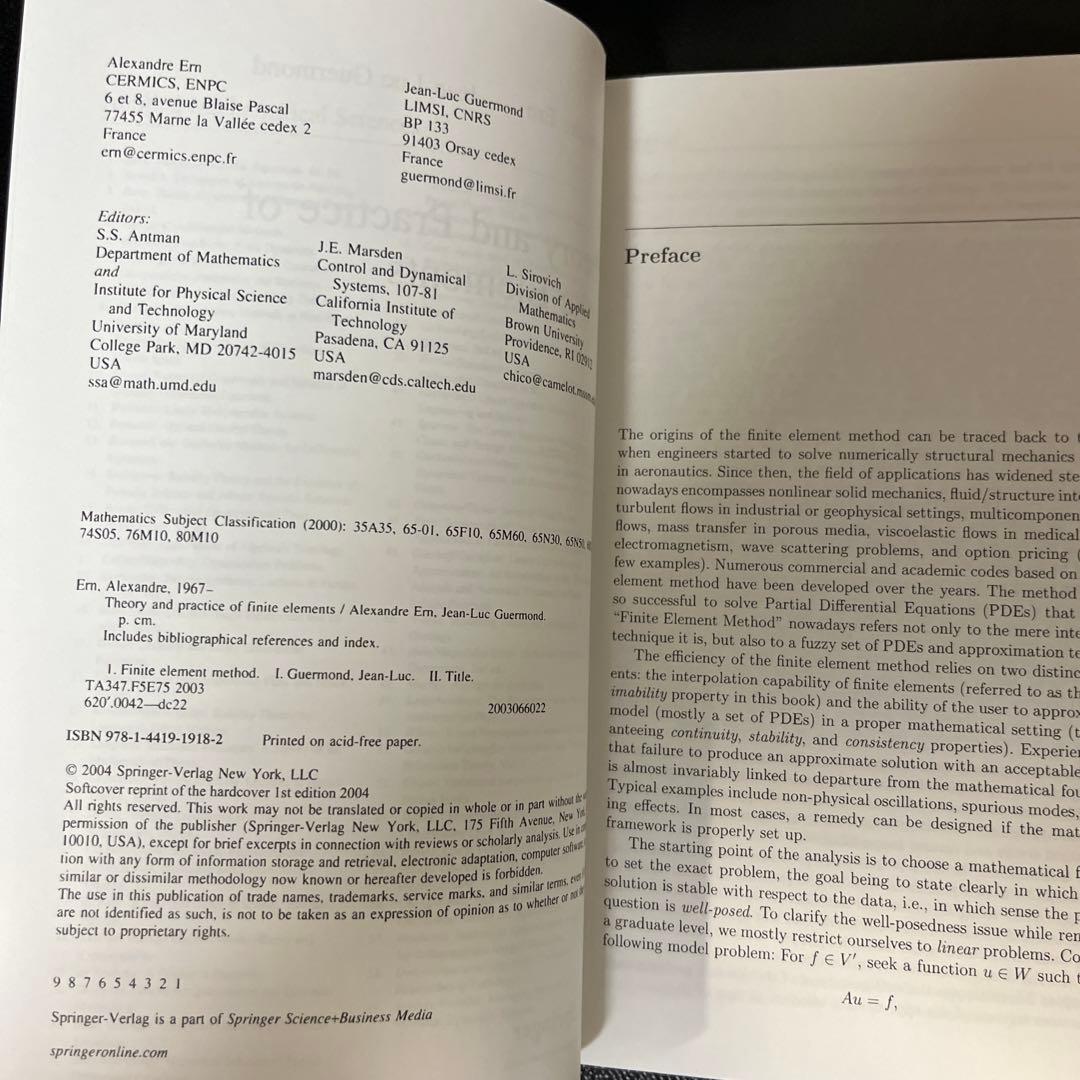 Alexandre Ern
CERMICS, ENPC
6 et 8, avenue Blaise Pascal
77455 Marne la Vallée cedex 2
France
ern@cermics.enpc.fr
Jean-Luc Guermond
LIMSI, CNRS
BP 133
91403 Orsay cedex
France
guermond@limsi.fr
Editors:
S.S. Antman
Department of Mathematics
and
Institute for Physical Science
and Technology
University of Maryland
College Park, MD 20742-4015
USA
ssa@math.umd.edu
J.E. Marsden
Control and Dynamical
Systems, 107-81
California Institute of
Technology
Pasadena, CA 91125
USA
marsden@cds.caltech.edu
L. Sirovich
Division of Applied
Mathematics
Brown University
Providence, RI 02912
USA
Mathematics Subject Classification (2000): 35A35, 65-01, 65F10, 65M60, 65N30, 65N50,
74S05, 76M10, 80M10
Ern, Alexandre, 1967–
Theory and practice of finite elements / Alexandre Ern, Jean-Luc Guermond.
p. cm.
Includes bibliographical references and index.
1. Finite element method. I. Guermond, Jean-Luc. II. Title.
TA347.F5E75 2003
620′.0042—dc22 2003066022
ISBN 978-1-4419-1918-2 Printed on acid-free paper.
© 2004 Springer-Verlag New York, LLC
Softcover reprint of the hardcover 1st edition 2004
All rights reserved. This work may not be translated or copied in whole or in part without the
permission of the publisher (Springer-Verlag New York, LLC, 175 Fifth Avenue, New
10010, USA), except for brief excerpts in connection with reviews or scholarly analysis. Use in
tion with any form of information storage and retrieval, electronic adaptation, computer
similar or dissimilar methodology now known or hereafter developed is forbidden.
The use in this publication of trade names, trademarks, service marks, and similar terms,
are not identified as such, is not to be taken as an expression of opinion as to whether or not
subject to proprietary rights.
9 8 7 6 5 4 3 2 1
Springer-Verlag is a part of Springer Science+Business Media
springeronline.com
Preface
The origins of the finite element method can be traced back to
when engineers started to solve numerically structural mechanics
in aeronautics. Since then, the field of applications has widened
nowadays encompasses nonlinear solid mechanics, fluid/structure
turbulent flows in industrial or geophysical settings,
flows, mass transfer in porous media, viscoelastic flows in medical
electromagnetism, wave scattering problems, and option pricing (
few examples). Numerous commercial and academic codes based on
element method have been developed over the years. The method
so successful to solve Partial Differential Equations (PDEs) that
“Finite Element Method” nowadays refers not only to the mere
technique it is, but also to a fuzzy set of PDEs and approximation
The efficiency of the finite element method relies on two
ents: the interpolation capability of finite elements (referred to as
imability property in this book) and the ability of the user to
model (mostly a set of PDEs) in a proper mathematical setting
anteeing continuity, stability, and consistency properties).
that failure to produce an approximate solution with an acceptable
is almost invariably linked to departure from the mathematical
Typical examples include non-physical oscillations, spurious modes,
ing effects. In most cases, a remedy can be designed if the
framework is properly set up.
The starting point of the analysis is to choose a mathematical
to set the exact problem, the goal being to state clearly in which
solution is stable with respect to the data, i.e., in which sense the
question is well-posed. To clarify the well-posedness issue while
a graduate level, we mostly restrict ourselves to linear problems.
following model problem: For f ∈ V′, seek a function u ∈ W such
Au = f,